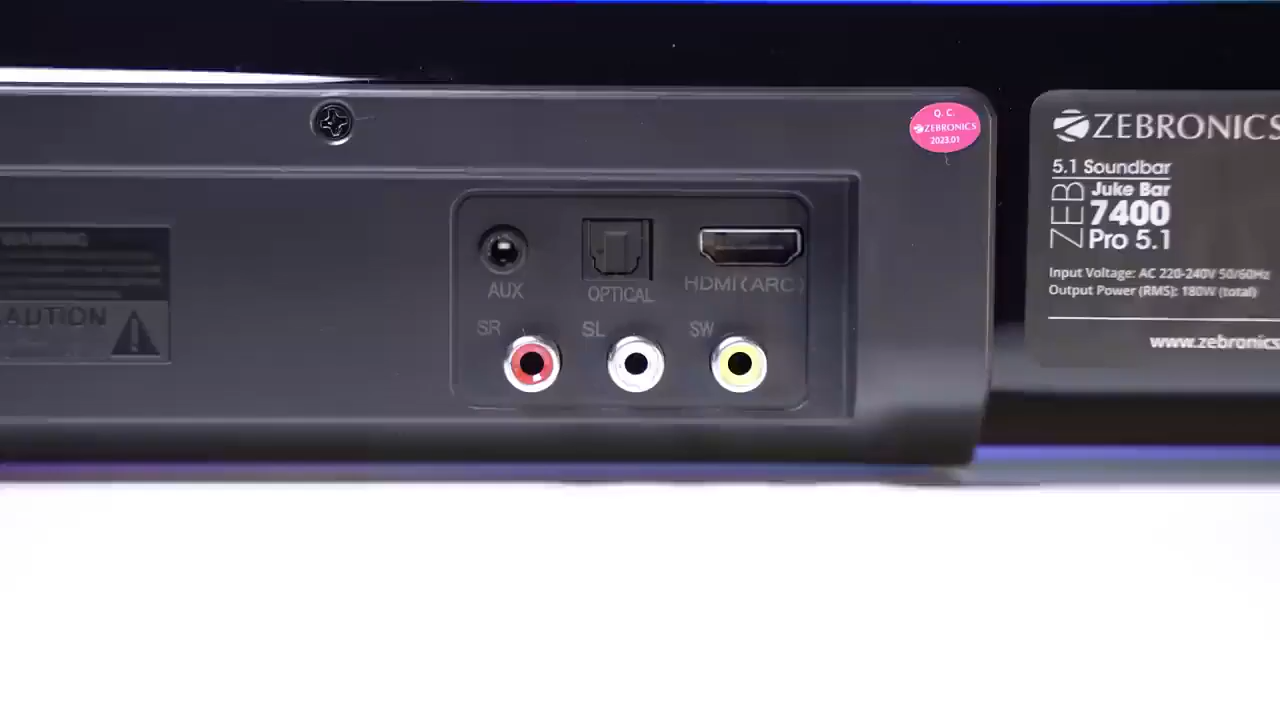 WARNING
CAUTION
AUX
OPTICAL
HDMI(ARC)
SR
SL
SW
Q. C.
ZEBRONICS
2023.01
ZEBRONICS
5.1 Soundbar
ZEB
Juke Bar
7400
Pro 5.1
Input Voltage: AC 220-240V 50/60Hz
Output Power (RMS): 180W (total)
www.zebronics